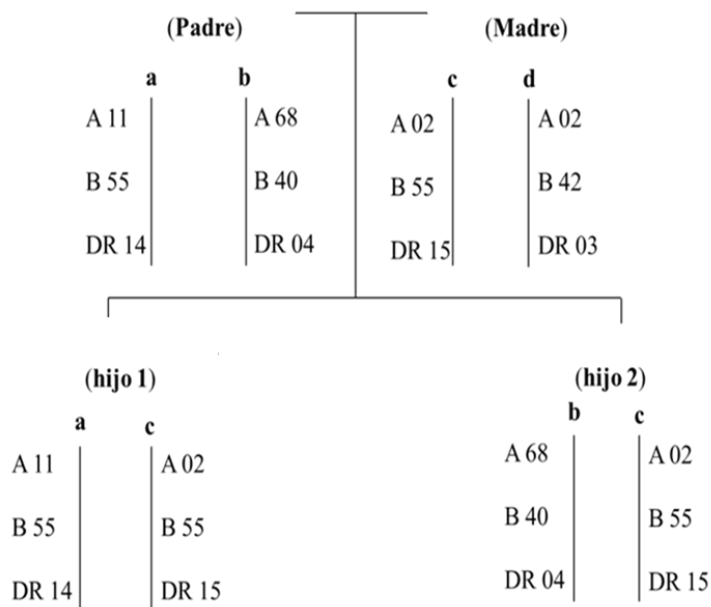 (Padre) (Madre)
a b c d
A 11 A 68 A 02 A 02
B 55 B 40 B 55 B 42
DR 14 DR 04 DR 15 DR 03
(hijo 1) (hijo 2)
a c b c
A 11 A 02 A 68 A 02
B 55 B 55 B 40 B 55
DR 14 DR 15 DR 04 DR 15